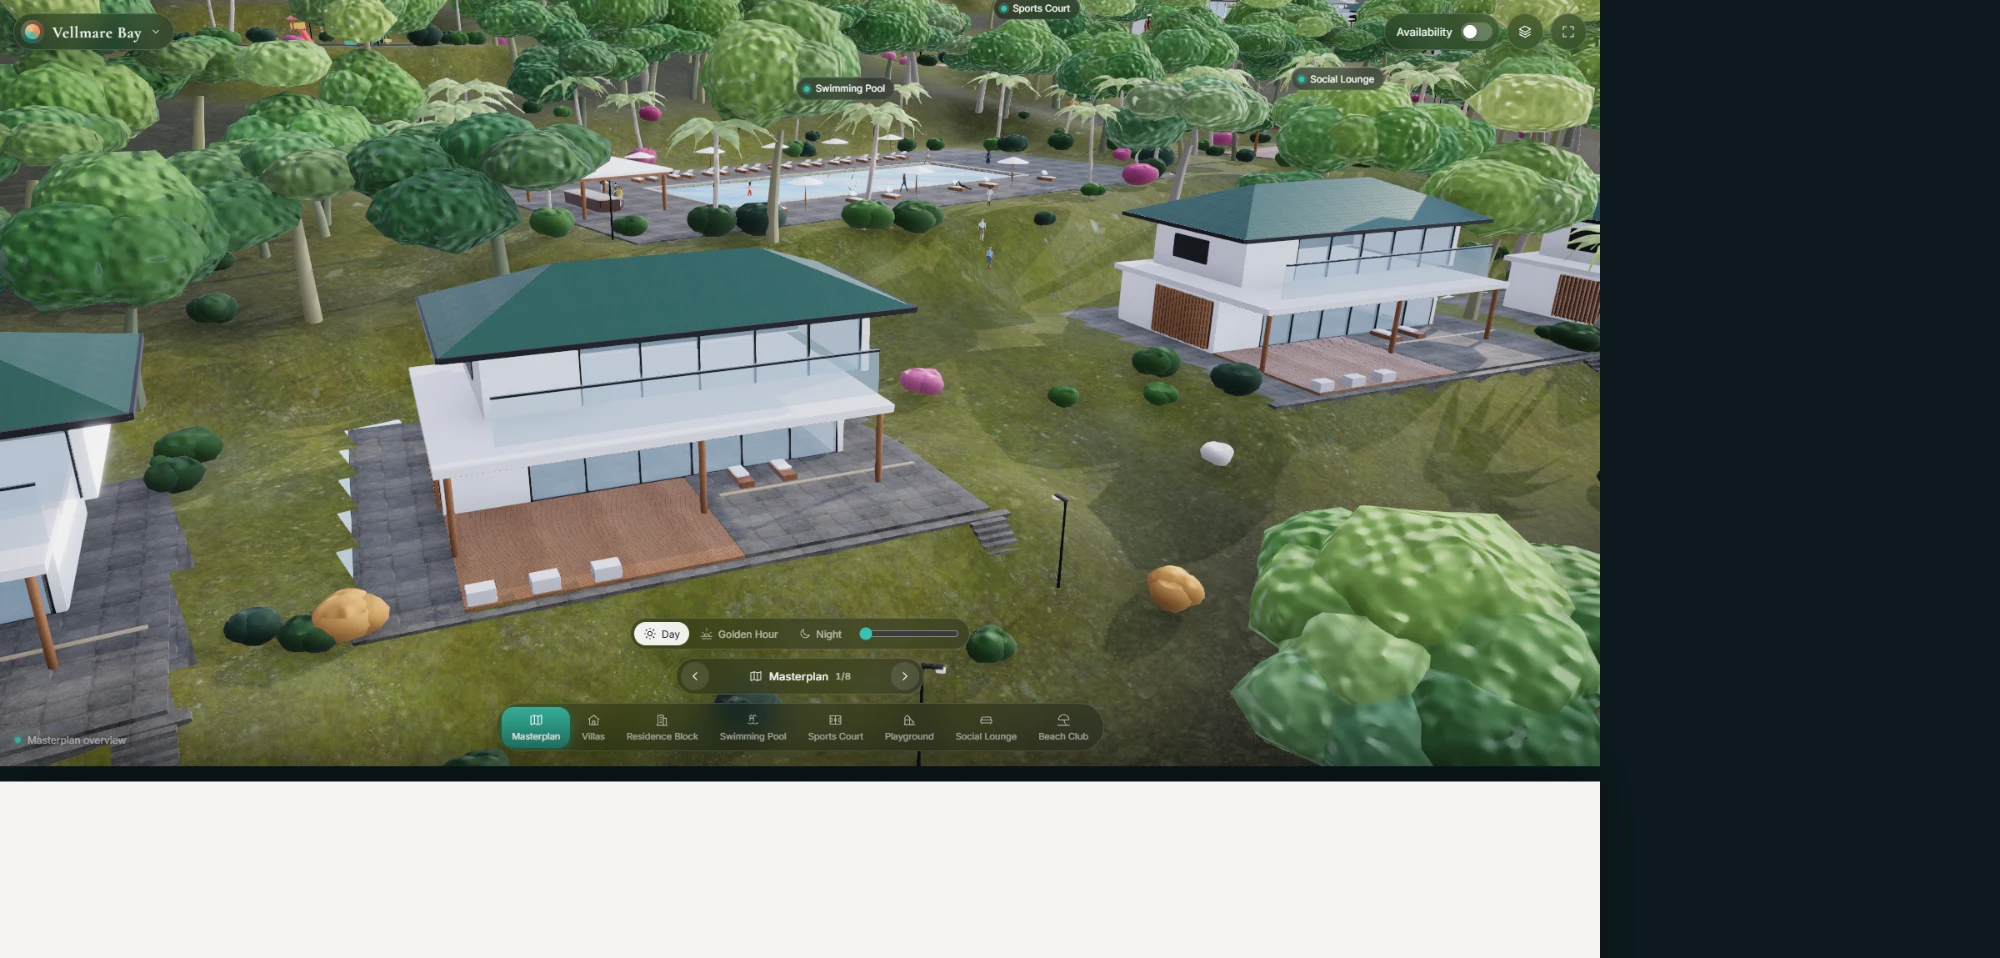 Sports Court
Vellmare Bay
Availability
Social Lounge
Swimming Pool
Day
Golden Hour
Night
Masterplan 1/8
Masterplan
Villas
Residence Block
Swimming Pool
Sports Court
Playground
Social Lounge
Beach Club
Masterplan overview